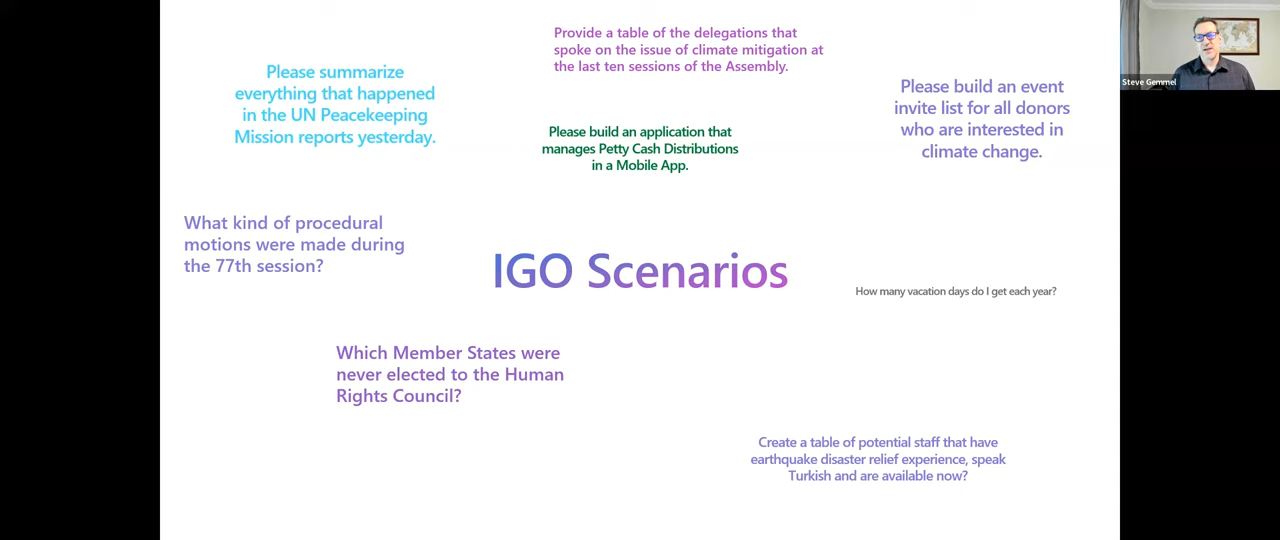 Provide a table of the delegations that
spoke on the issue of climate mitigation at
the last ten sessions of the Assembly.
Please summarize
everything that happened
in the UN Peacekeeping
Mission reports yesterday.
Please build an event
invite list for all donors
who are interested in
climate change.
Steve Gemmel
Please build an application that
manages Petty Cash Distributions
in a Mobile App.
What kind of procedural
motions were made during
the 77th session?
IGO Scenarios
How many vacation days do I get each year?
Which Member States were
never elected to the Human
Rights Council?
Create a table of potential staff that have
earthquake disaster relief experience, speak
Turkish and are available now?